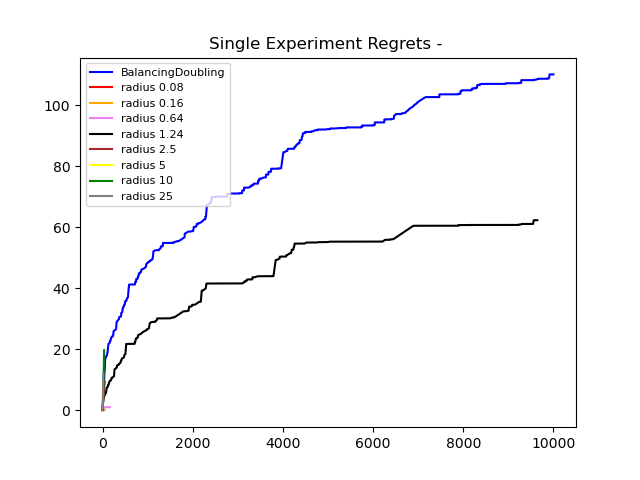 Single Experiment Regrets -
BalancingDoubling
radius 0.08
radius 0.16
radius 0.64
radius 1.24
radius 2.5
radius 5
radius 10
radius 25
100
80
60
40
20
0
0 2000 4000 6000 8000 10000